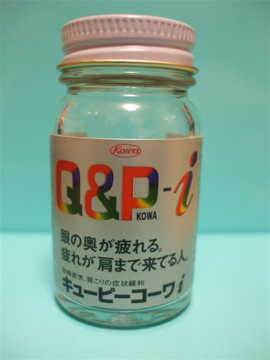 Kowa
Q&P-i
KOWA
眼の奥が疲れる。
疲れが肩まで来てる人。
眼精疲労、肩こりの症状緩和
キューピーコーワi